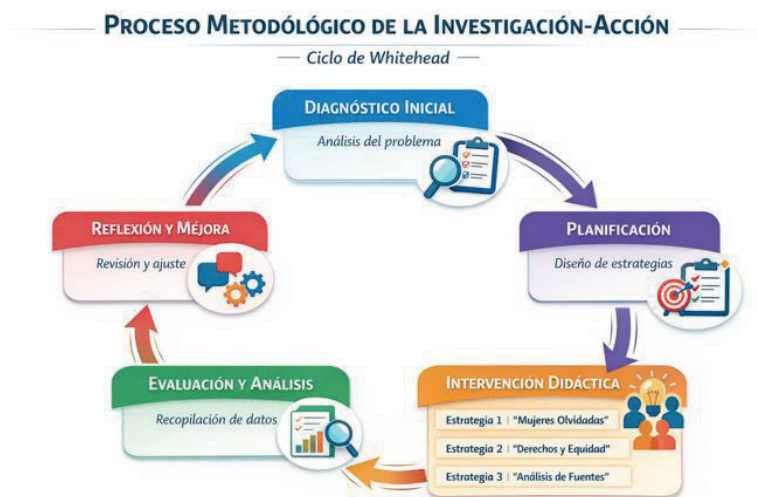 PROCESO METODÓLÓGICO DE LA INVESTIGACIÓN-ACCIÓN
Ciclo de Whitehead
DIAGNÓSTICO INICIAL
Análisis del problema
PLANIFICACIÓN
Diseño de estrategias
INTERVENCIÓN DIDÁCTICA
Estrategia 1 | "Mujeres Olvidadas"
Estrategia 2 | "Derechos y Equidad"
Estrategia 3 | "Análisis de Fuentes"
EVALUACIÓN Y ANÁLISIS
Recopilación de datos
REFLEXIÓN Y MÉJORA
Revisión y ajuste